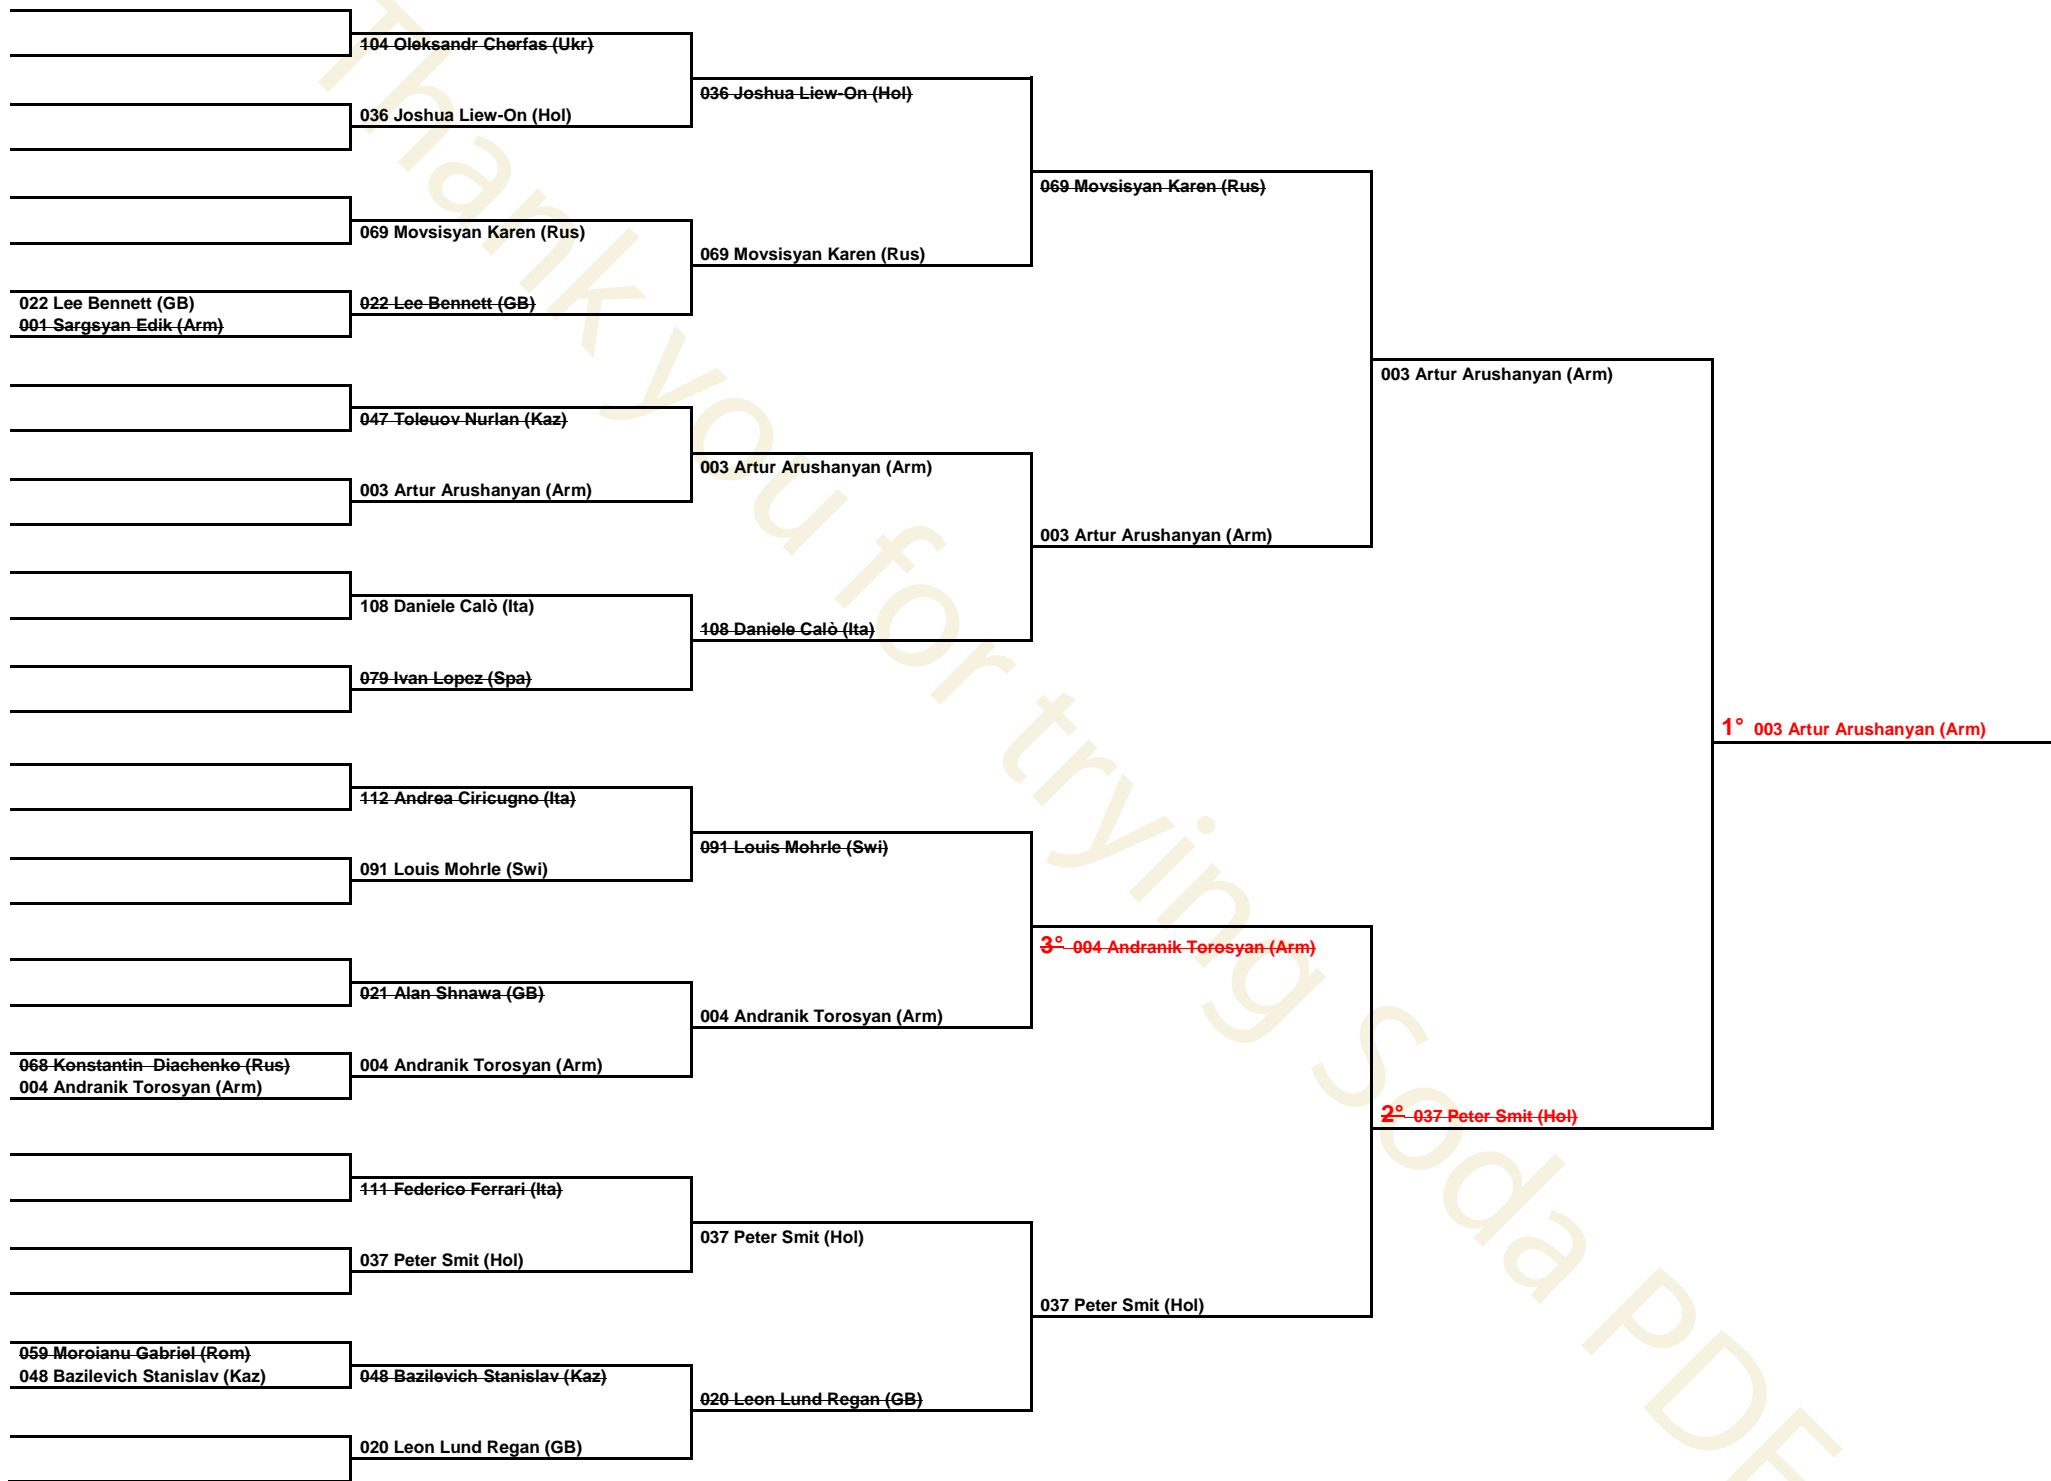 104 Oleksandr Cherfas (Ukr)
036 Joshua Liew-On (Hol)
036 Joshua Liew-On (Hol)
069 Movsisyan Karen (Rus)
069 Movsisyan Karen (Rus)
069 Movsisyan Karen (Rus)
022 Lee Bennett (GB)
001 Sargsyan Edik (Arm)
022 Lee Bennett (GB)
003 Artur Arushanyan (Arm)
047 Toleuov Nurlan (Kaz)
003 Artur Arushanyan (Arm)
003 Artur Arushanyan (Arm)
003 Artur Arushanyan (Arm)
108 Daniele Calò (Ita)
108 Daniele Calò (Ita)
079 Ivan Lopez (Spa)
1° 003 Artur Arushanyan (Arm)
112 Andrea Ciricugno (Ita)
091 Louis Mohrle (Swi)
091 Louis Mohrle (Swi)
3° 004 Andranik Torosyan (Arm)
021 Alan Shnawa (GB)
004 Andranik Torosyan (Arm)
068 Konstantin Diachenko (Rus)
004 Andranik Torosyan (Arm)
004 Andranik Torosyan (Arm)
2° 037 Peter Smit (Hol)
111 Federico Ferrari (Ita)
037 Peter Smit (Hol)
037 Peter Smit (Hol)
037 Peter Smit (Hol)
059 Moroianu Gabriel (Rom)
048 Bazilevich Stanislav (Kaz)
048 Bazilevich Stanislav (Kaz)
020 Leon Lund Regan (GB)
020 Leon Lund Regan (GB)
Thank you for trying Soda PDF